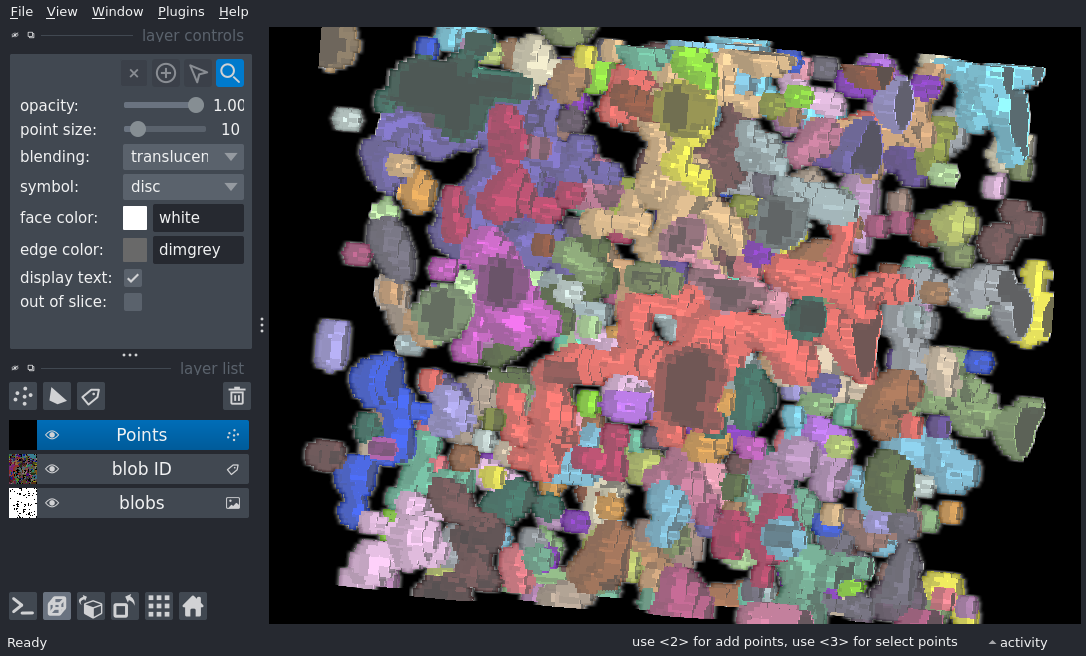 File View Window Plugins Help
layer controls
opacity: 1.00
point size: 10
blending: translucen
symbol: disc
face color: white
edge color: dimgrey
display text:
out of slice:
layer list
Points
blob ID
blobs
Ready use <2> for add points, use <3> for select points activity